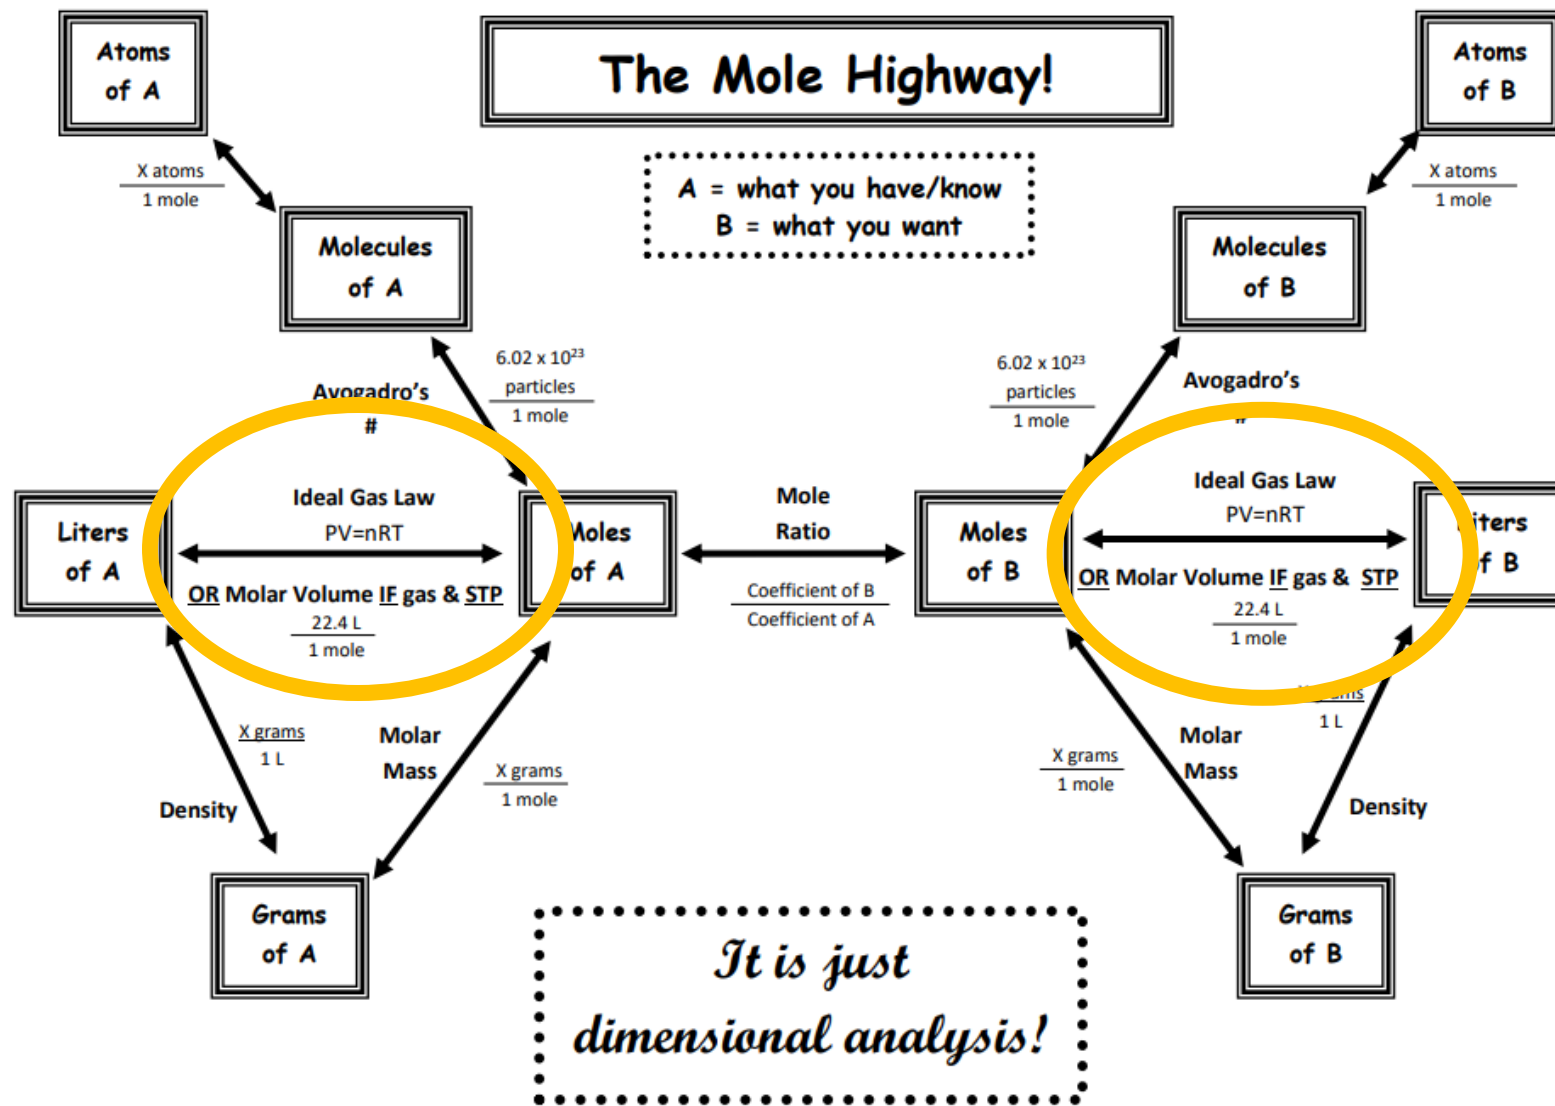 Atoms
of A
The Mole Highway!
Atoms
of B
X atoms
1 mole
A = what you have/know
B = what you want
X atoms
1 mole
Molecules
of A
Molecules
of B
Avogadro's
#
6.02 x 10²³
particles
1 mole
6.02 x 10²³
particles
1 mole
Avogadro's
Liters
of A
Ideal Gas Law
PV=nRT
OR Molar Volume IF gas & STP
22.4 L
1 mole
Moles
of A
Mole
Ratio
Coefficient of B
Coefficient of A
Moles
of B
Ideal Gas Law
PV=nRT
OR Molar Volume IF gas & STP
22.4 L
1 mole
Liters
of B
X grams
1 L
Density
Molar
Mass
X grams
1 mole
X grams
1 mole
Molar
Mass
X grams
1 L
Density
Grams
of A
It is just
dimensional analysis!
Grams
of B